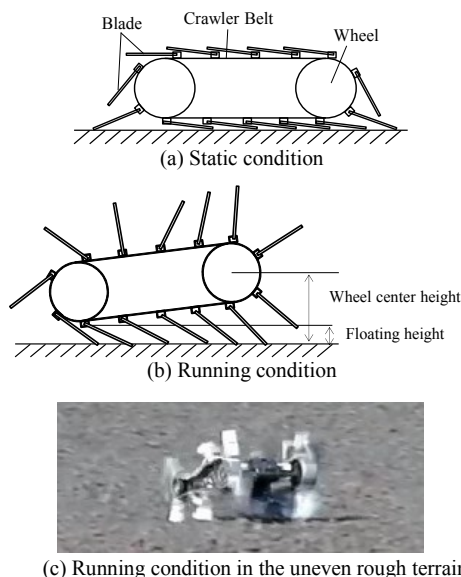 Blade
Crawler Belt
Wheel
(a) Static condition
Wheel center height
Floating height
(b) Running condition
(c) Running condition in the uneven rough terrain